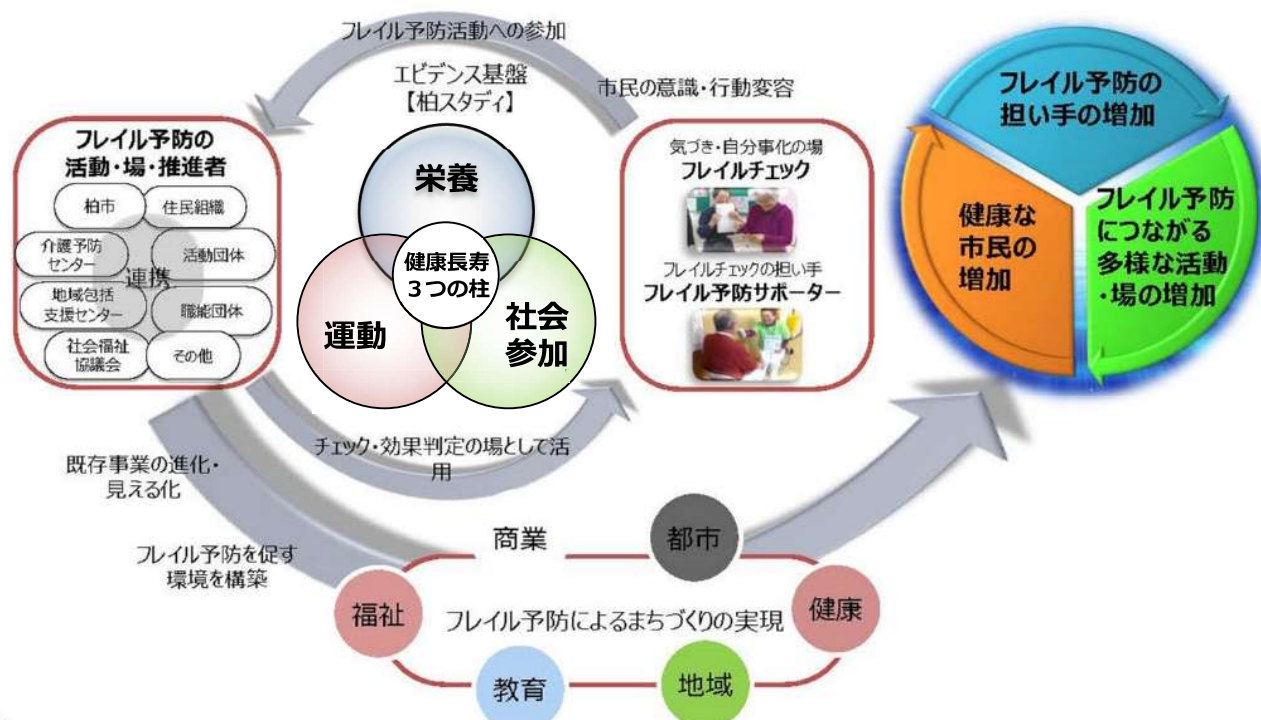 フレイル予防活動への参加
エビデンス基盤
【柏スタディ】
市民の意識・行動変容
フレイル予防の
活動・場・推進者
柏市
住民組織
介護予防
センター
活動団体
連携
地域包括
支援センター
職能団体
社会福祉
協議会
その他
栄養
健康長寿
3つの柱
運動
社会
参加
気づき・自分事化の場
フレイルチェック
フレイルチェックの担い手
フレイル予防サポーター
フレイル予防の
担い手の増加
健康な
市民の
増加
フレイル予防
につながる
多様な活動
・場の増加
チェック・効果判定の場として活
用
既存事業の進化・
見える化
フレイル予防を促す
環境を構築
商業
都市
福祉
フレイル予防によるまちづくりの実現
健康
教育
地域